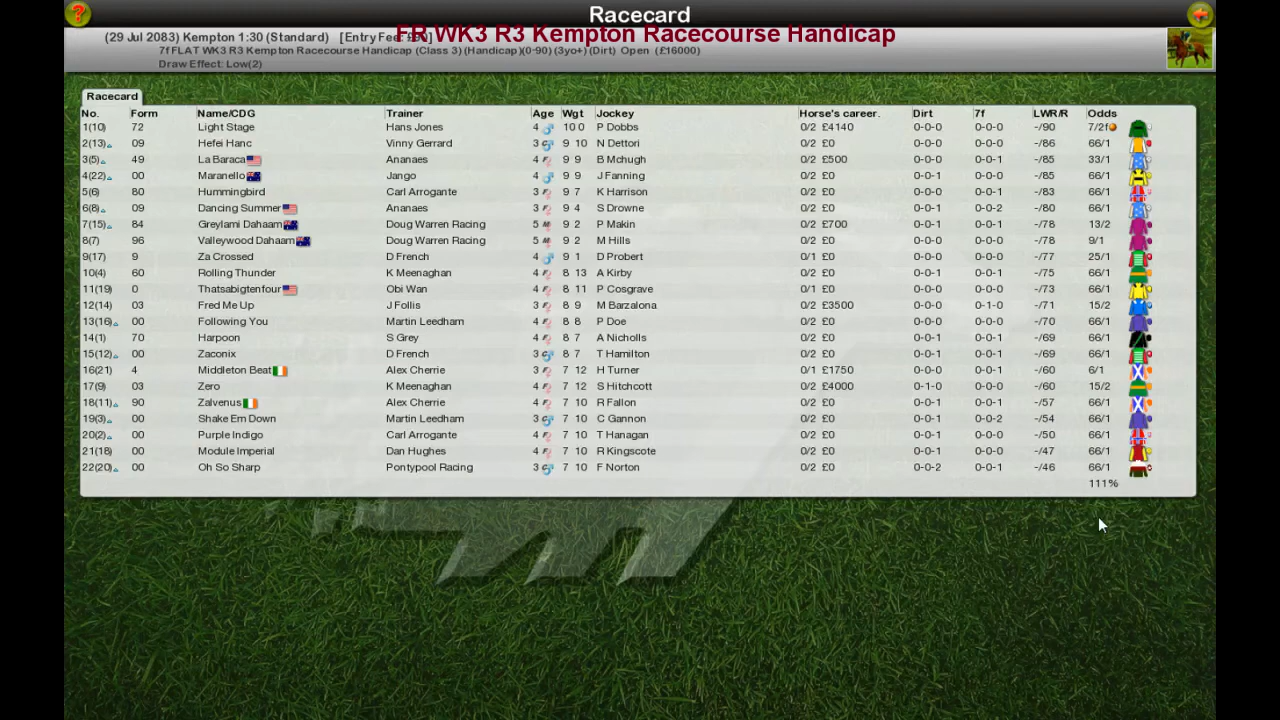 Racecard
FR WK3 R3 Kempton Racecourse Handicap
(29 Jul 2083) Kempton 1:30 (Standard) [Entry Fee: £90]
7f FLAT WK3 R3 Kempton Racecourse Handicap (Class 3) (Handicap)(0-90) (3yo+) (Dirt) Open (£16000)
Draw Effect: Low(2)
Racecard
No. Form Name/CDG Trainer Age Wgt Jockey Horse's career. Dirt 7f LWR/R Odds
1(10) 72 Light Stage Hans Jones 4 10 0 P Dobbs 0/2 £4140 0-0-0 0-0-0 -/90 7/2f
2(13) 09 Hefei Hanc Vinny Gerrard 3 9 10 N Dettori 0/2 £0 0-0-0 0-0-0 -/86 66/1
3(5) 49 La Baraca Ananaes 4 9 9 B Mchugh 0/2 £500 0-0-0 0-0-1 -/85 33/1
4(22) 00 Maranello Jango 4 9 9 J Fanning 0/2 £0 0-0-1 0-0-0 -/85 66/1
5(6) 80 Hummingbird Carl Arrogante 3 9 7 K Harrison 0/2 £0 0-0-0 0-0-1 -/83 66/1
6(8) 09 Dancing Summer Ananaes 3 9 4 S Drowne 0/2 £0 0-0-1 0-0-2 -/80 66/1
7(15) 84 Greylami Dahaam Doug Warren Racing 5 9 2 P Makin 0/2 £700 0-0-1 0-0-1 -/78 13/2
8(7) 96 Valleywood Dahaam Doug Warren Racing 5 9 2 M Hills 0/2 £0 0-0-0 0-0-0 -/78 9/1
9(17) 9 Za Crossed D French 4 9 1 D Probert 0/1 £0 0-0-0 0-0-0 -/77 25/1
10(4) 60 Rolling Thunder K Meenaghan 4 8 13 A Kirby 0/2 £0 0-0-1 0-0-1 -/75 66/1
11(19) 0 Thatsabigtenfour Obi Wan 4 8 11 P Cosgrave 0/1 £0 0-0-0 0-0-0 -/73 66/1
12(14) 03 Fred Me Up J Follis 3 8 9 M Barzalona 0/2 £3500 0-0-0 0-1-0 -/71 15/2
13(16) 00 Following You Martin Leedham 4 8 8 P Doe 0/2 £0 0-0-0 0-0-1 -/70 66/1
14(1) 70 Harpoon S Grey 4 8 7 A Nicholls 0/2 £0 0-0-1 0-0-0 -/69 66/1
15(12) 00 Zaconix D French 3 8 7 T Hamilton 0/2 £0 0-0-1 0-0-1 -/69 66/1
16(21) 4 Middleton Beat Alex Cherrie 4 7 12 H Turner 0/1 £1750 0-0-0 0-0-0 -/60 6/1
17(9) 03 Zero K Meenaghan 4 7 12 S Hitchcott 0/2 £4000 0-1-0 0-0-0 -/60 15/2
18(11) 90 Zalvenus Alex Cherrie 4 7 10 R Fallon 0/2 £0 0-0-1 0-0-1 -/57 66/1
19(3) 00 Shake Em Down Martin Leedham 3 7 10 C Gannon 0/2 £0 0-0-1 0-0-2 -/54 66/1
20(2) 00 Purple Indigo Carl Arrogante 4 7 10 T Hanagan 0/2 £0 0-0-1 0-0-0 -/50 66/1
21(18) 00 Module Imperial Dan Hughes 4 7 10 R Kingscote 0/2 £0 0-0-1 0-0-0 -/47 66/1
22(20) 00 Oh So Sharp Pontypool Racing 3 7 10 F Norton 0/2 £0 0-0-2 0-0-1 -/46 66/1
111%